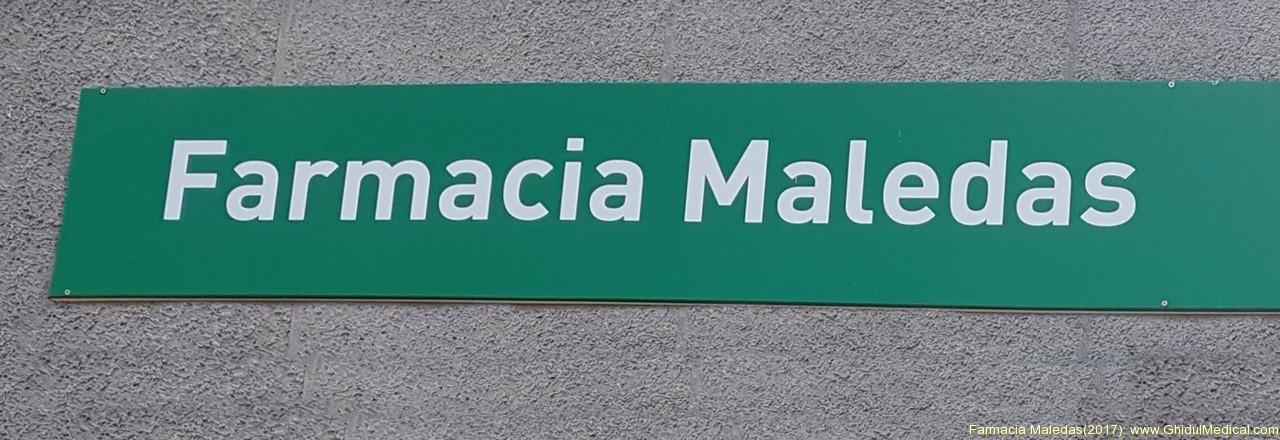 Farmacia Maledas
Farmacia Maledas(2017): www.GhidulMedical.com